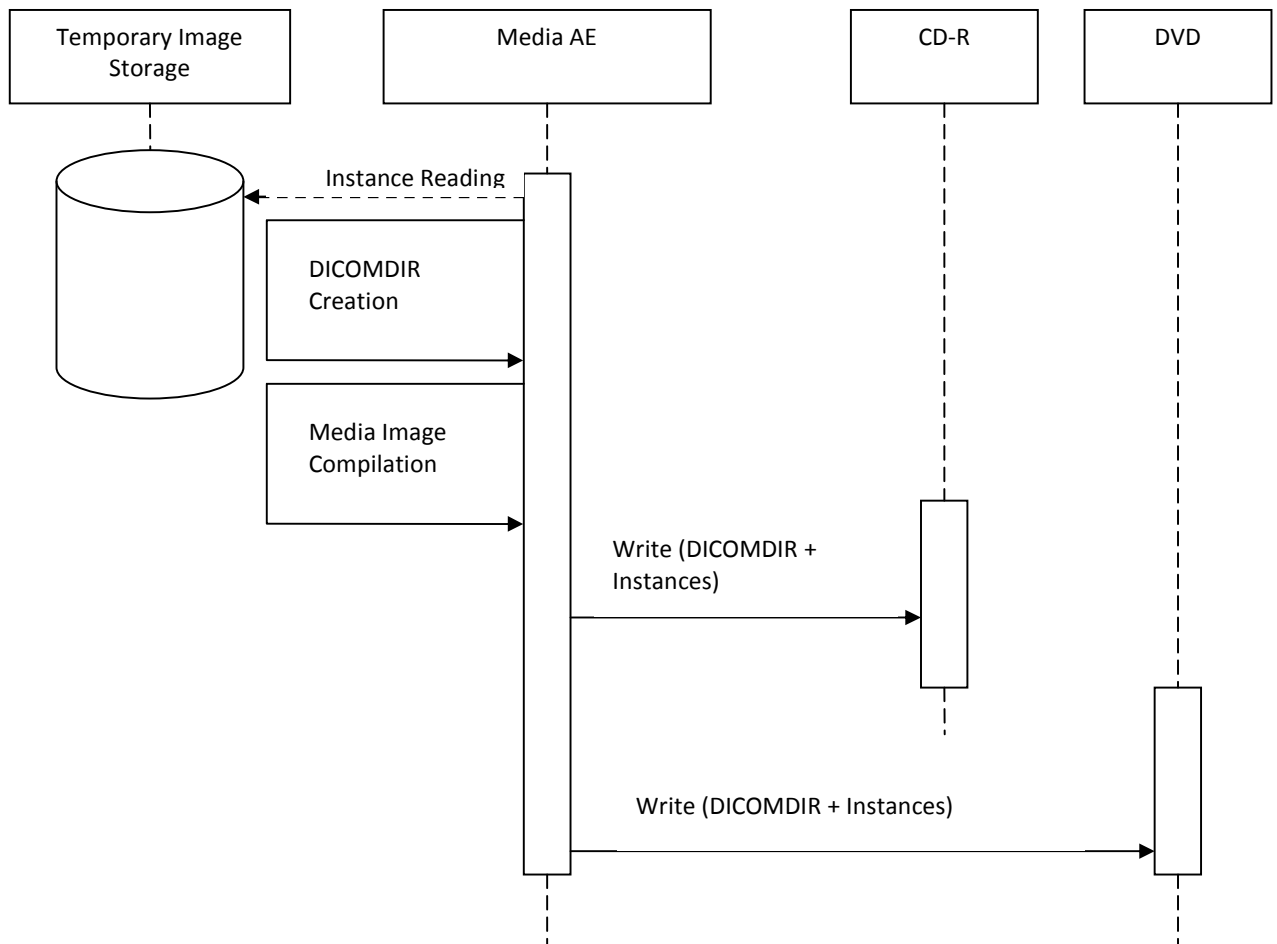 Temporary Image
Storage
Media AE
CD-R
DVD
Instance Reading
DICOMDIR
Creation
Media Image
Compilation
Write (DICOMDIR +
Instances)
Write (DICOMDIR + Instances)